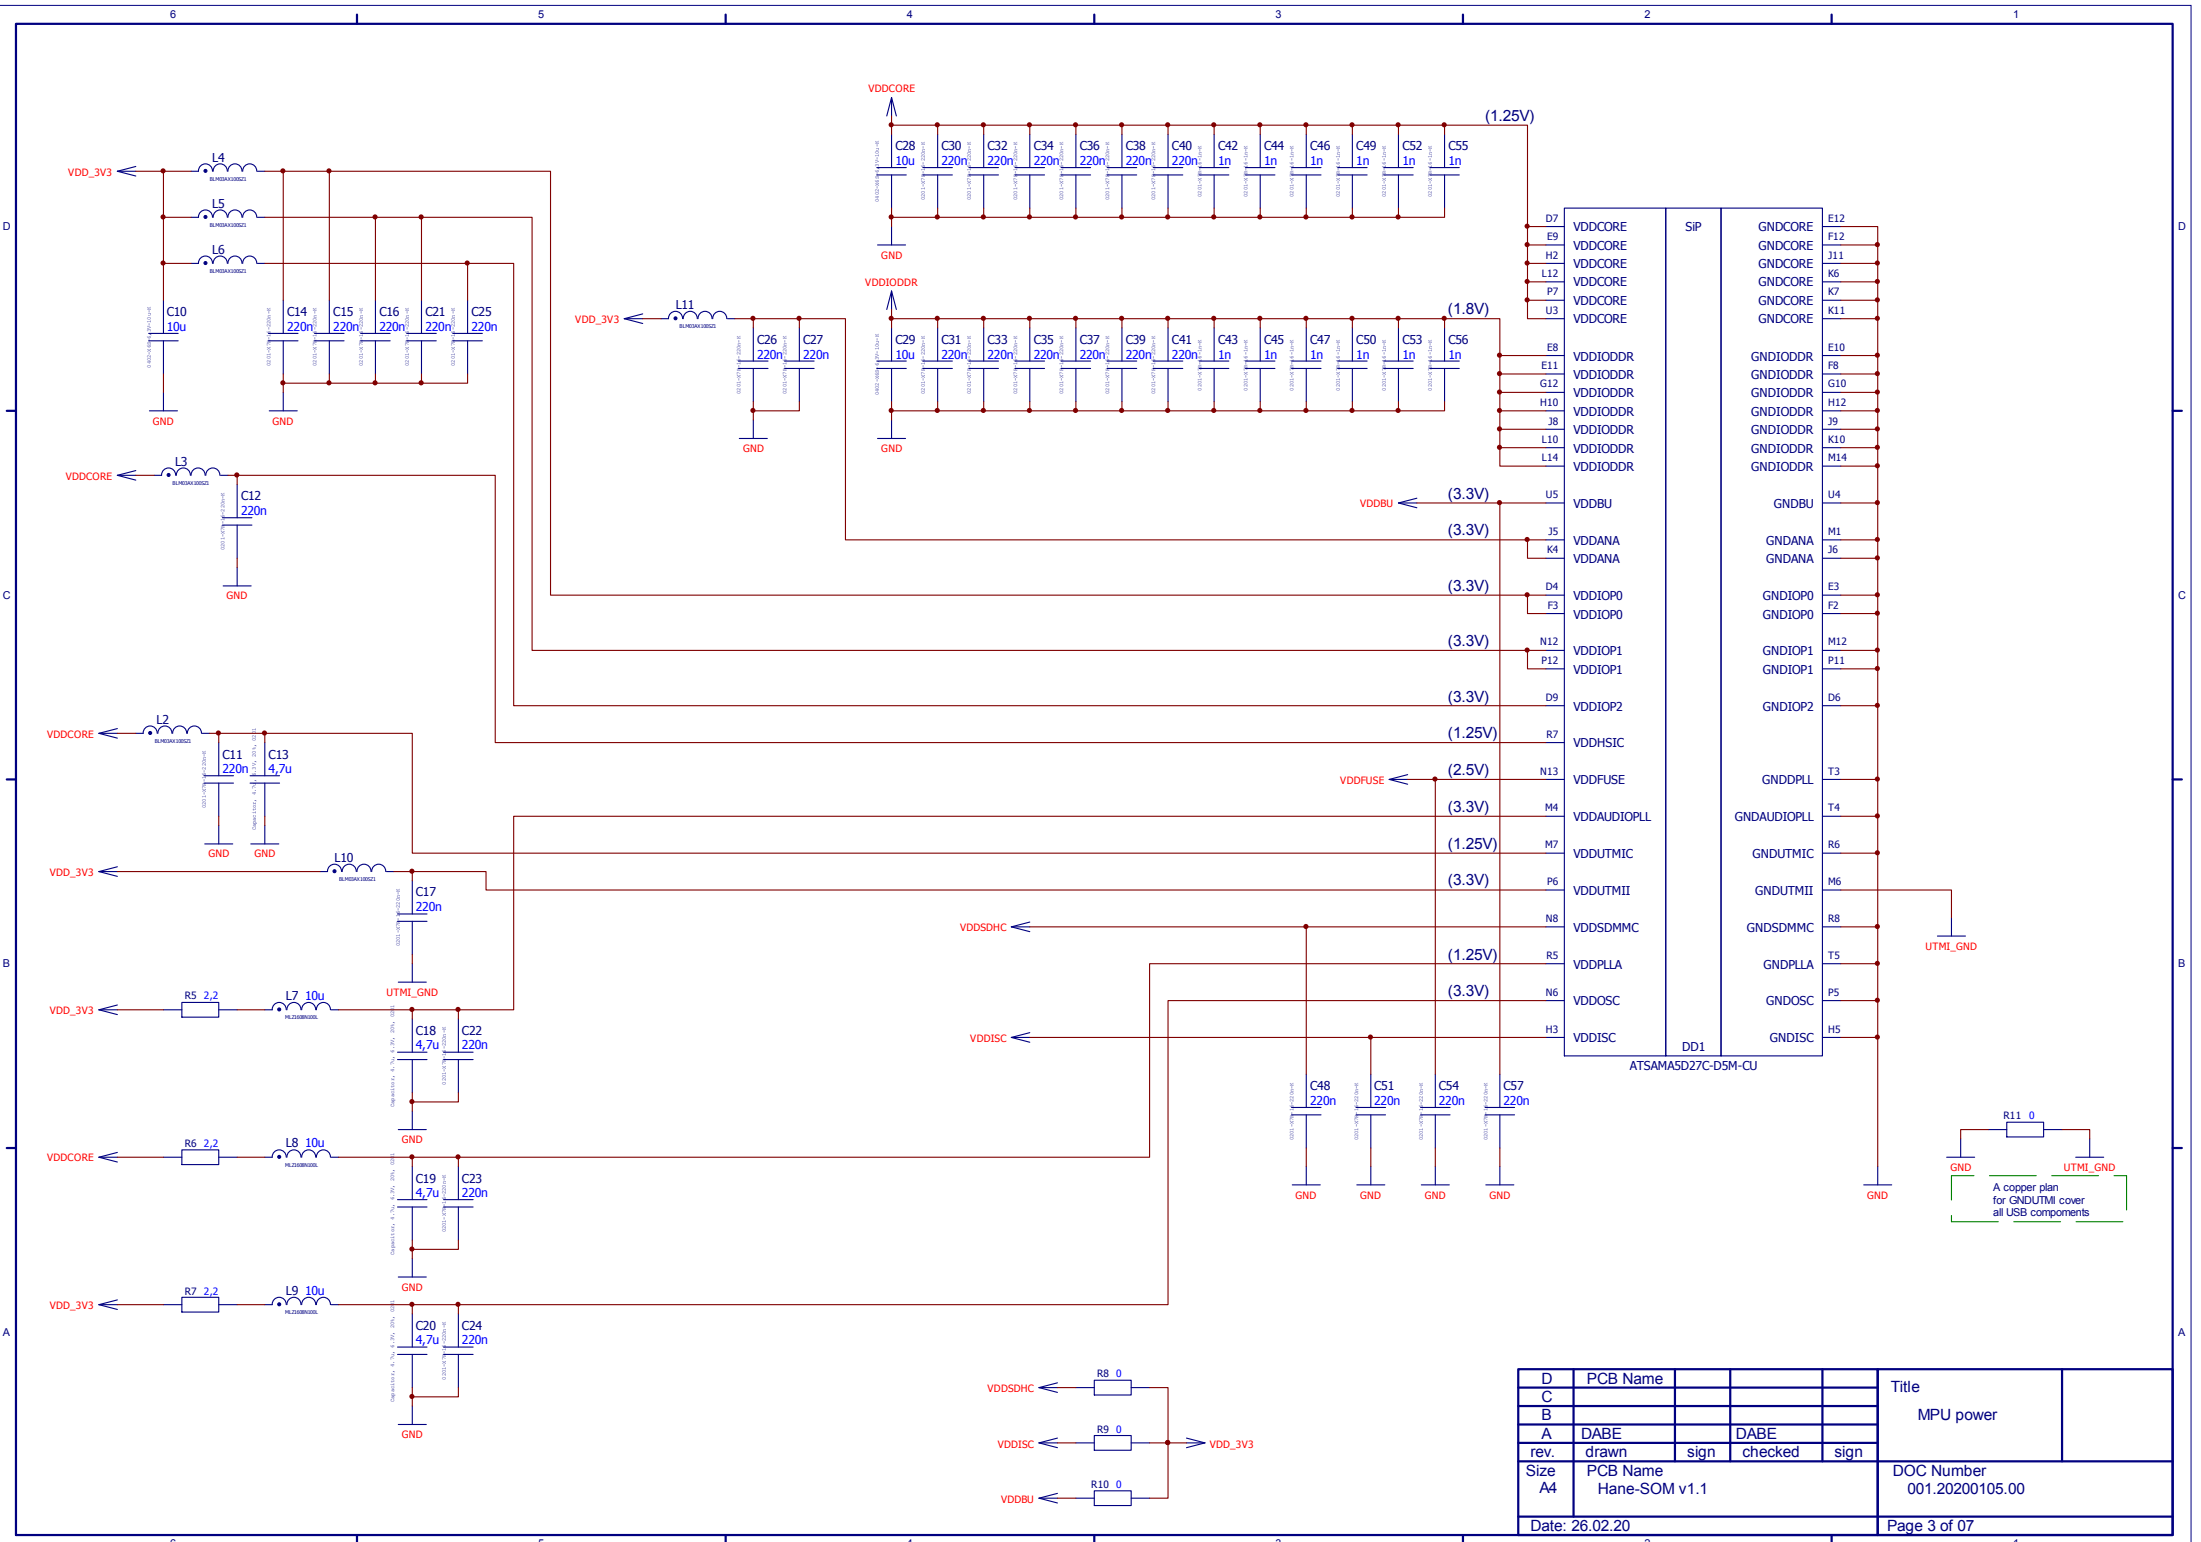 6 5 4 3 2 1
VDDCORE
(1.25V)
C28 C30 C32 C34 C36 C38 C40 C42 C44 C46 C49 C52 C55
10u 220n 220n 220n 220n 220n 220n 1n 1n 1n 1n 1n 1n
GND
L4
VDD_3V3
BLM03AX100SZ1
L5
BLM03AX100SZ1
L6
BLM03AX100SZ1
D D
C10 C14 C15 C16 C21 C25
10u 220n 220n 220n 220n 220n
GND GND
VDDIODDR
L11
VDD_3V3
BLM03AX100SZ1
(1.8V)
C26 C27
220n 220n
GND
C29 C31 C33 C35 C37 C39 C41 C43 C45 C47 C50 C53 C56
10u 220n 220n 220n 220n 220n 220n 1n 1n 1n 1n 1n 1n
GND
L3
VDDCORE
BLM03AX100SZ1
C12
220n
GND
SiP
D7 VDDCORE GNDCORE E12
E9 VDDCORE GNDCORE F12
H2 VDDCORE GNDCORE J11
L12 VDDCORE GNDCORE K6
P7 VDDCORE GNDCORE K7
U3 VDDCORE GNDCORE K11
E8 VDDIODDR GNDIODDR E10
E11 VDDIODDR GNDIODDR F8
G12 VDDIODDR GNDIODDR G10
H10 VDDIODDR GNDIODDR H12
J8 VDDIODDR GNDIODDR J9
L10 VDDIODDR GNDIODDR K10
L14 VDDIODDR GNDIODDR M14
VDDBU (3.3V) U5 VDDBU GNDBU U4
(3.3V) J5 VDDANA GNDANA M1
K4 VDDANA GNDANA J6
C C
(3.3V) D4 VDDIOP0 GNDIOP0 E3
F3 VDDIOP0 GNDIOP0 F2
(3.3V) N12 VDDIOP1 GNDIOP1 M12
P12 VDDIOP1 GNDIOP1 P11
(3.3V) D9 VDDIOP2 GNDIOP2 D6
(1.25V) R7 VDDHSIC
VDDFUSE (2.5V) N13 VDDFUSE GNDDPLL T3
(3.3V) M4 VDDAUDIOPLL GNDAUDIOPLL T4
(1.25V) M7 VDDUTMIC GNDUTMIC R6
(3.3V) P6 VDDUTMII GNDUTMII M6
VDDSDHC N8 VDDSDMMC GNDSDMMC R8
(1.25V) R5 VDDPLLA GNDPLLA T5
(3.3V) N6 VDDOSC GNDOSC P5
VDDISC H3 VDDISC GNDISC H5
DD1
ATSAMA5D27C-D5M-CU
UTMI_GND
L2
VDDCORE
BLM03AX100SZ1
C11 C13
220n 4,7u
GND GND
L10
VDD_3V3
BLM03AX100SZ1
C17
220n
UTMI_GND
B B
R5 2,2 L7 10u
VDD_3V3
MLZ1608N100L
C18 C22
4,7u 220n
GND
R6 2,2 L8 10u
VDDCORE
MLZ1608N100L
C19 C23
4,7u 220n
GND
R7 2,2 L9 10u
VDD_3V3
MLZ1608N100L
C20 C24
4,7u 220n
GND
A A
C48 C51 C54 C57
220n 220n 220n 220n
GND GND GND GND
GND
R11 0
GND UTMI_GND
A copper plan
for GNDUTMI cover
all USB compoments
R8 0
VDDSDHC
R9 0
VDDISC VDD_3V3
R10 0
VDDBU
D PCB Name
C
B
A DABE DABE
rev. drawn sign checked sign
Title
MPU power
Size PCB Name
A4 Hane-SOM v1.1
DOC Number
001.20200105.00
Date: 26.02.20
Page 3 of 07